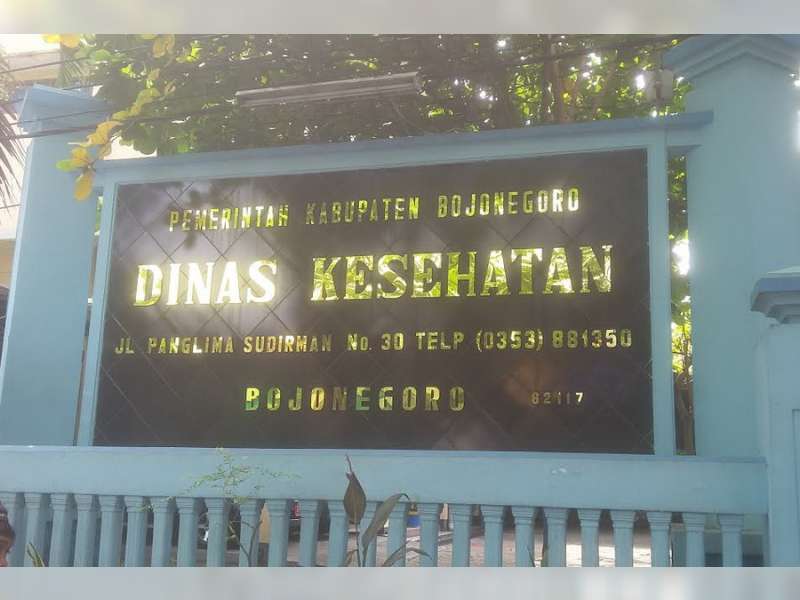 PEMERINTAH KABUPATEN BOJONEGORO
DINAS KESEHATAN
JL. PANGLIMA SUDIRMAN No. 30 TELP (0353) 881350
BOJONEGORO 62117